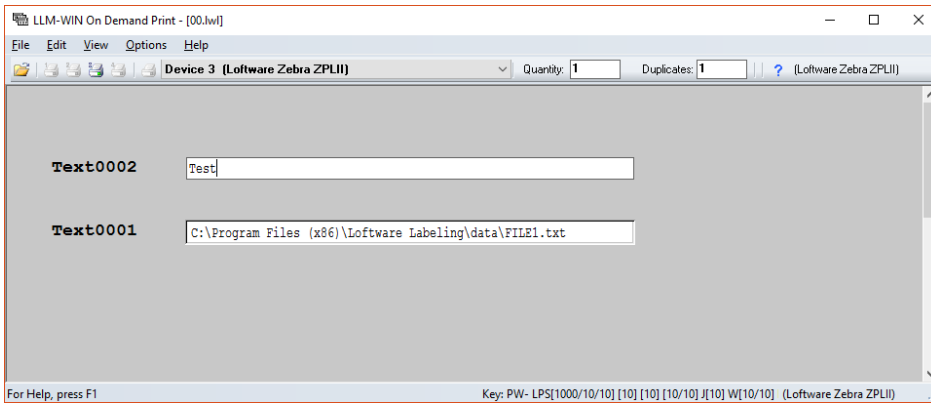 LLM-WIN On Demand Print - [00.lwl]
File Edit View Options Help
Device 3 (Loftware Zebra ZPLII) Quantity: 1 Duplicates: 1 ? (Loftware Zebra ZPLII)
Text0002 Test
Text0001 C:\Program Files (x86)\Loftware Labeling\data\FILE1.txt
For Help, press F1 Key: PW- LPS[1000/10/10] [10] [10] [10/10] J[10] W[10/10] (Loftware Zebra ZPLII)